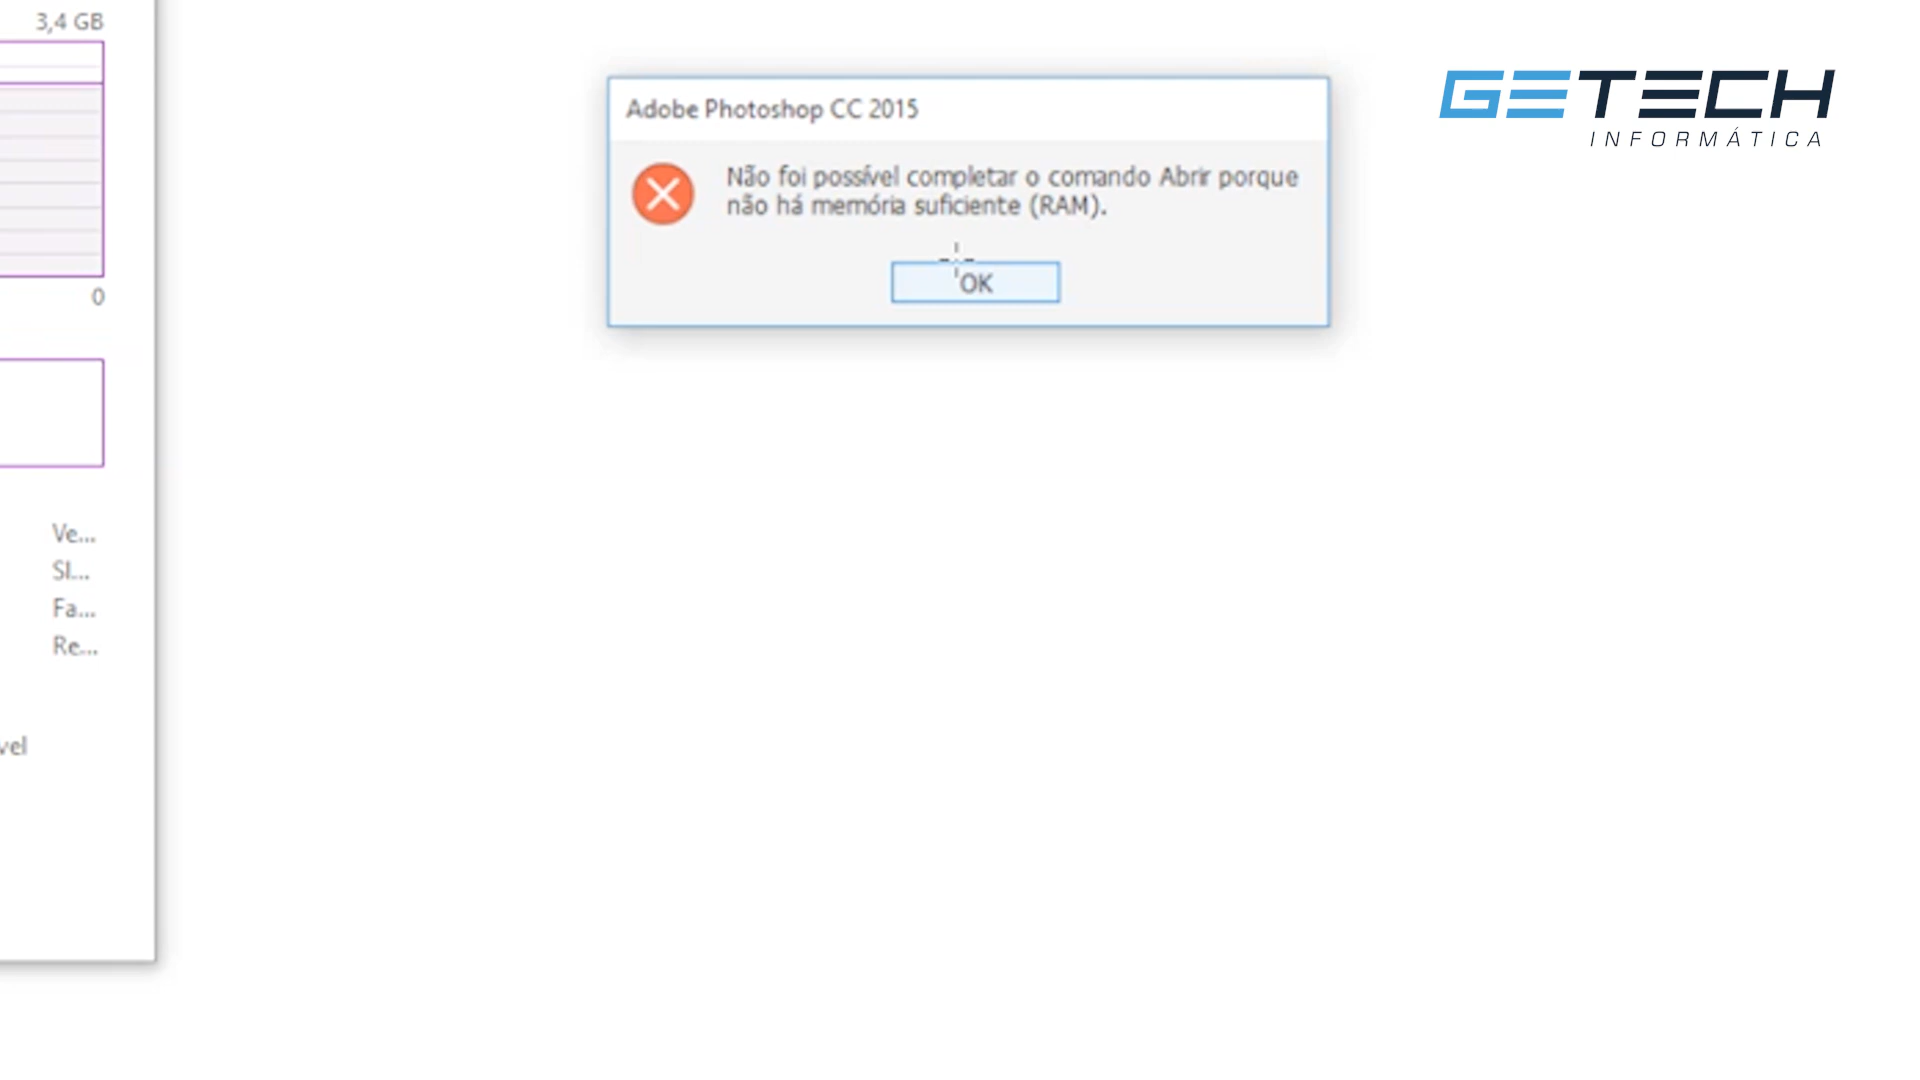 3,4 GB
0
Ve...
Sl...
Fa...
Re...
vel
Adobe Photoshop CC 2015
Não foi possível completar o comando Abrir porque
não há memória suficiente (RAM).
OK
GETECH
INFORMÁTICA